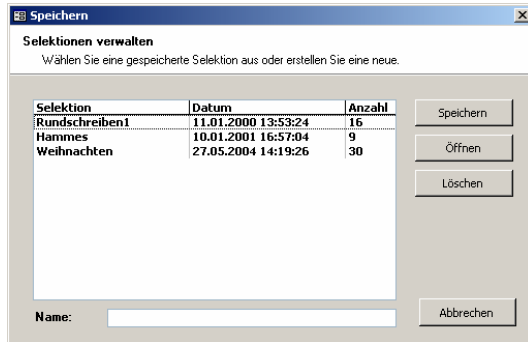 Speichern
Selektionen verwalten
Wählen Sie eine gespeicherte Selektion aus oder erstellen Sie eine neue.
Selektion Datum Anzahl
Rundschreiben1 11.01.2000 13:53:24 16
Hammes 10.01.2001 16:57:04 9
Weihnachten 27.05.2004 14:19:26 30
Speichern
Öffnen
Löschen
Name:
Abbrechen